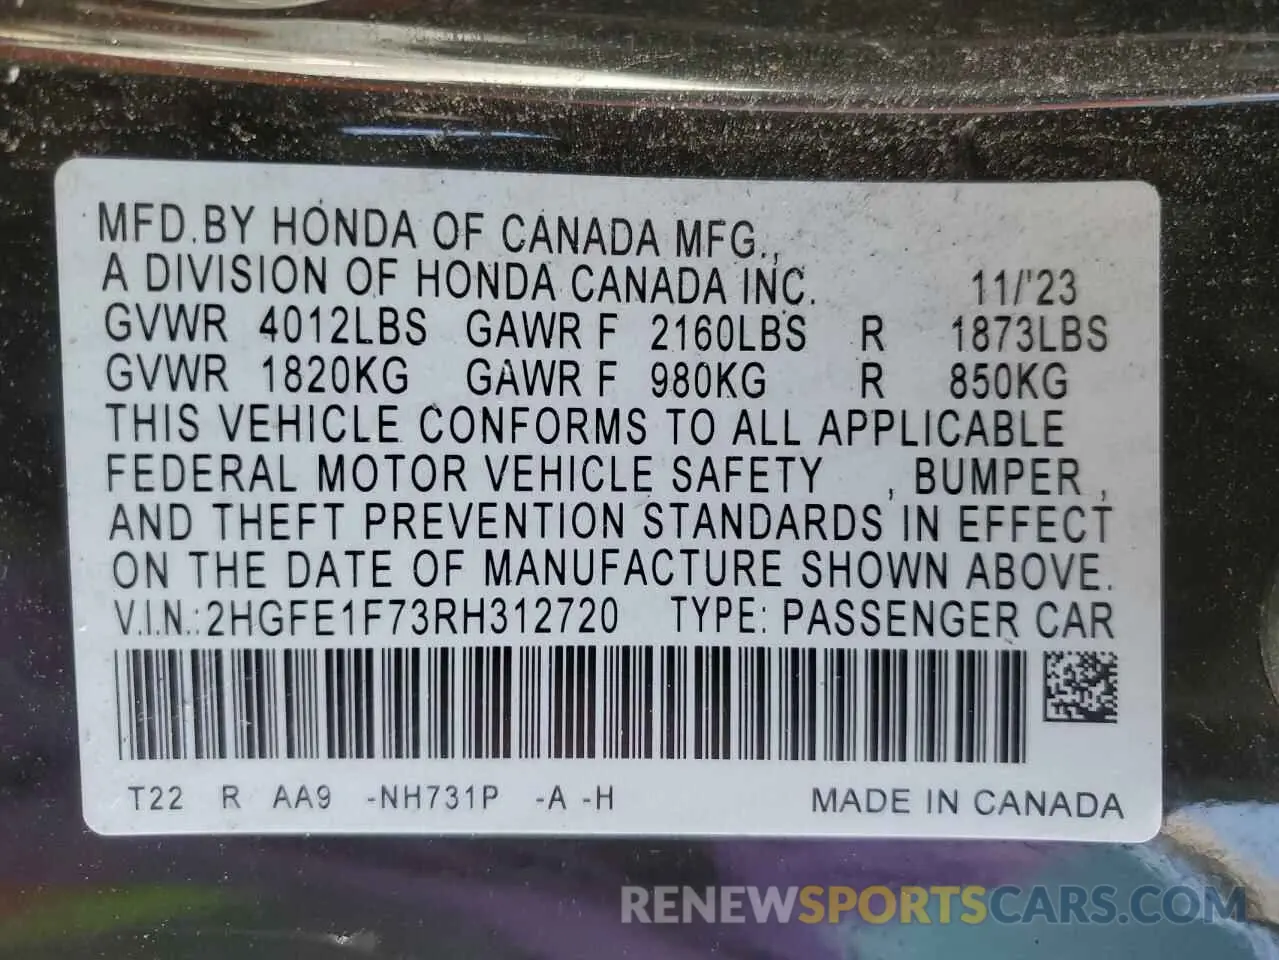 MFD.BY HONDA OF CANADA MFG.,
A DIVISION OF HONDA CANADA INC. 11/'23
GVWR 4012LBS GAWR F 2160LBS R 1873LBS
GVWR 1820KG GAWR F 980KG R 850KG
THIS VEHICLE CONFORMS TO ALL APPLICABLE
FEDERAL MOTOR VEHICLE SAFETY , BUMPER ,
AND THEFT PREVENTION STANDARDS IN EFFECT
ON THE DATE OF MANUFACTURE SHOWN ABOVE.
V.I.N.:2HGFE1F73RH312720 TYPE: PASSENGER CAR
T22 R AA9 -NH731P -A -H MADE IN CANADA
RENEWSPORTSCARS.COM